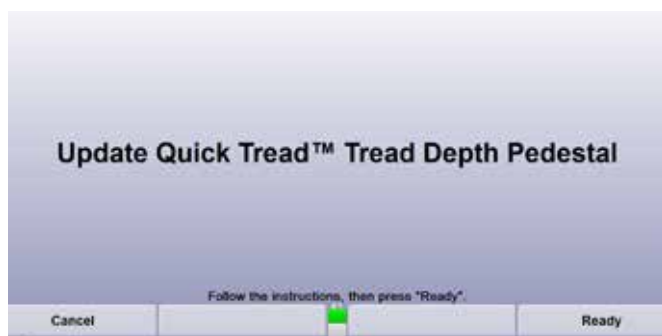 Update Quick Tread™ Tread Depth Pedestal
Follow the instructions, then press "Ready".
Cancel
Ready